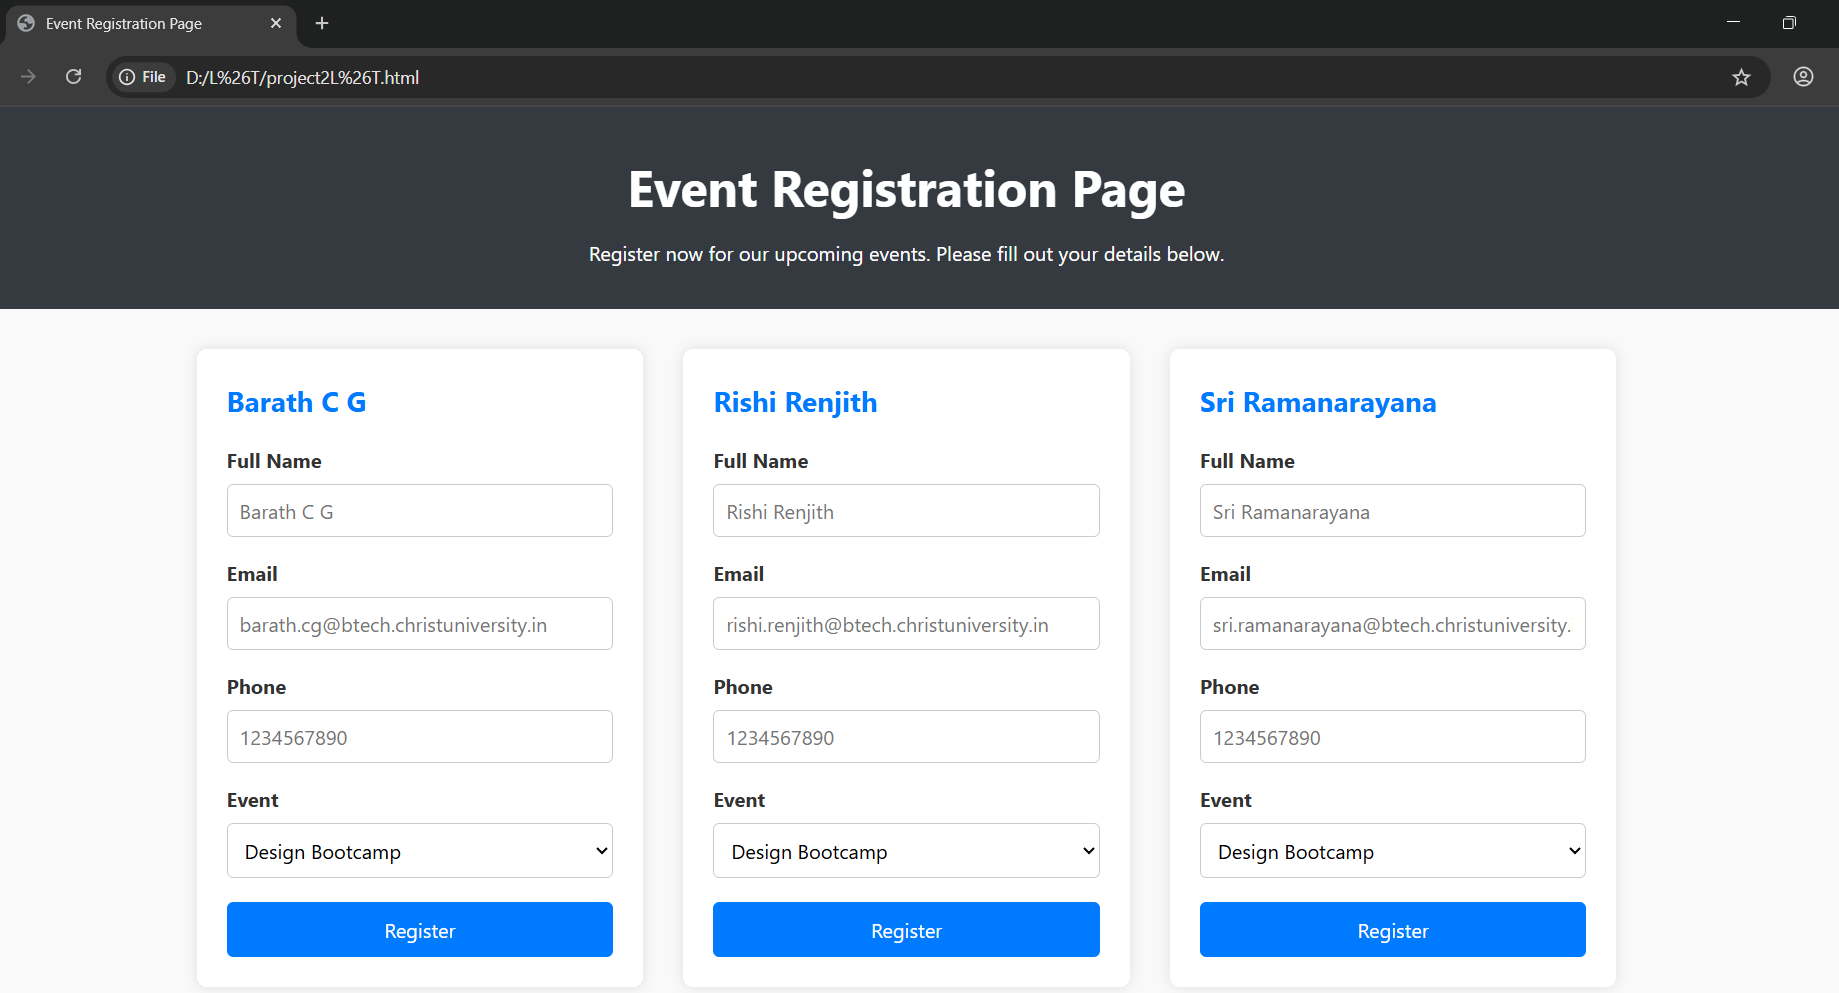 Event Registration Page
File D:/L%26T/project2L%26T.html
Event Registration Page
Register now for our upcoming events. Please fill out your details below.
Barath C G
Full Name
Barath C G
Email
barath.cg@btech.christuniversity.in
Phone
1234567890
Event
Design Bootcamp
Register
Rishi Renjith
Full Name
Rishi Renjith
Email
rishi.renjith@btech.christuniversity.in
Phone
1234567890
Event
Design Bootcamp
Register
Sri Ramanarayana
Full Name
Sri Ramanarayana
Email
sri.ramanarayana@btech.christuniversity.
Phone
1234567890
Event
Design Bootcamp
Register